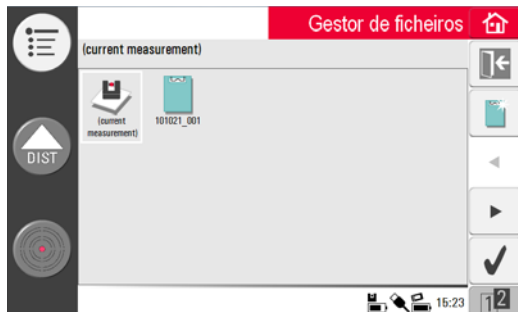 Gestor de ficheiros
(current measurement)
(current
measurement)
101021_001
DIST
15:23
12